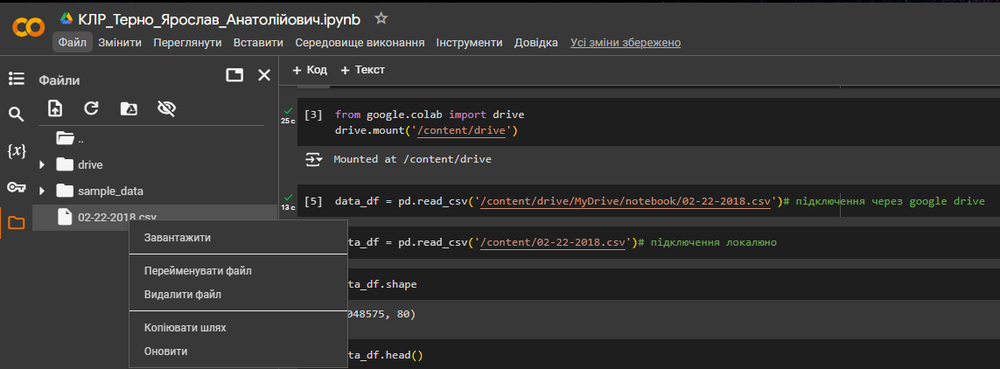 КЛР_Терно_Ярослав_Анатолійович.ipynb
Файл Змінити Переглянути Вставити Середовище виконання Інструменти Довідка Усі зміни збережено
Файли
+ Код + Текст
..
drive
sample_data
02-22-2018.csv
Завантажити
Перейменувати файл
Видалити файл
Копіювати шлях
Оновити
25 с
[3] from google.colab import drive
drive.mount('/content/drive')
Mounted at /content/drive
13 с
[5] data_df = pd.read_csv('/content/drive/MyDrive/notebook/02-22-2018.csv')# підключення через google drive
ta_df = pd.read_csv('/content/02-22-2018.csv')# підключення локалюно
ta_df.shape
048575, 80)
ta_df.head()